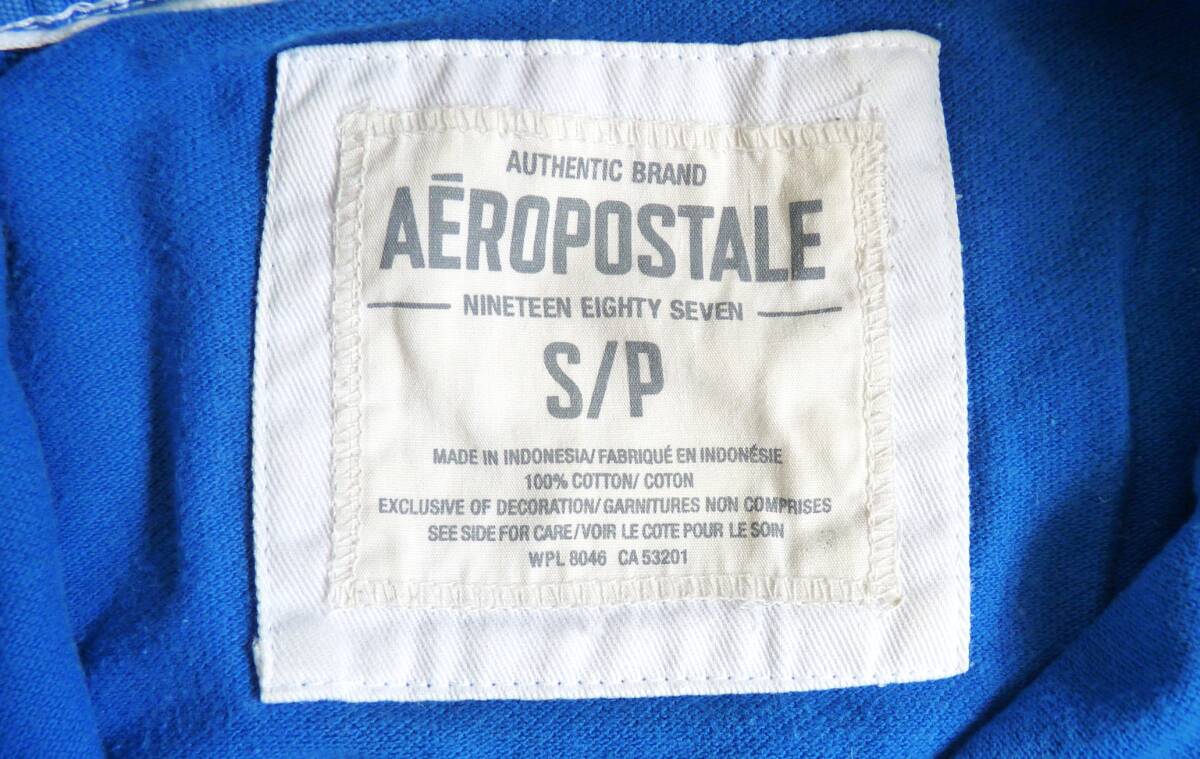 AUTHENTIC BRAND
AĒROPOSTALE
NINETEEN EIGHTY SEVEN
S/P
MADE IN INDONESIA/ FABRIQUÉ EN INDONÉSIE
100% COTTON/ COTON
EXCLUSIVE OF DECORATION/GARNITURES NON COMPRISES
SEE SIDE FOR CARE/VOIR LE COTE POUR LE SOIN
WPL 8046 CA 53201